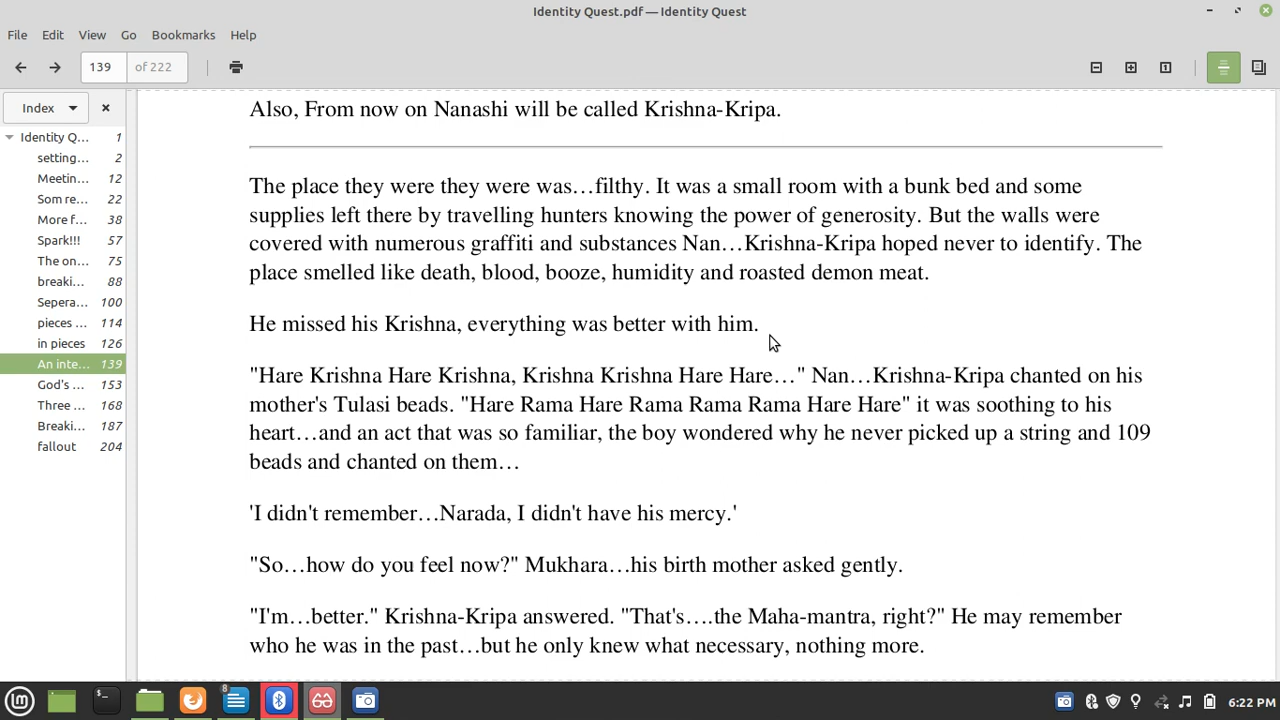 Identity Quest.pdf — Identity Quest
File Edit View Go Bookmarks Help
139 of 222
Index
Identity Q... 1
setting... 2
Meetin... 12
Som re... 22
More f... 38
Spark!!! 57
The on... 75
breaki... 88
Sepera... 100
pieces ... 114
in pieces 126
An inte... 139
God's ... 153
Three ... 168
Breaki... 187
fallout 204
Also, From now on Nanashi will be called Krishna-Kripa.
The place they were they were was…filthy. It was a small room with a bunk bed and some
supplies left there by travelling hunters knowing the power of generosity. But the walls were
covered with numerous graffiti and substances Nan…Krishna-Kripa hoped never to identify. The
place smelled like death, blood, booze, humidity and roasted demon meat.
He missed his Krishna, everything was better with him.
"Hare Krishna Hare Krishna, Krishna Krishna Hare Hare…" Nan…Krishna-Kripa chanted on his
mother's Tulasi beads. "Hare Rama Hare Rama Rama Rama Hare Hare" it was soothing to his
heart…and an act that was so familiar, the boy wondered why he never picked up a string and 109
beads and chanted on them…
'I didn't remember…Narada, I didn't have his mercy.'
"So…how do you feel now?" Mukhara…his birth mother asked gently.
"I'm…better." Krishna-Kripa answered. "That's….the Maha-mantra, right?" He may remember
who he was in the past…but he only knew what necessary, nothing more.
8
6:22 PM